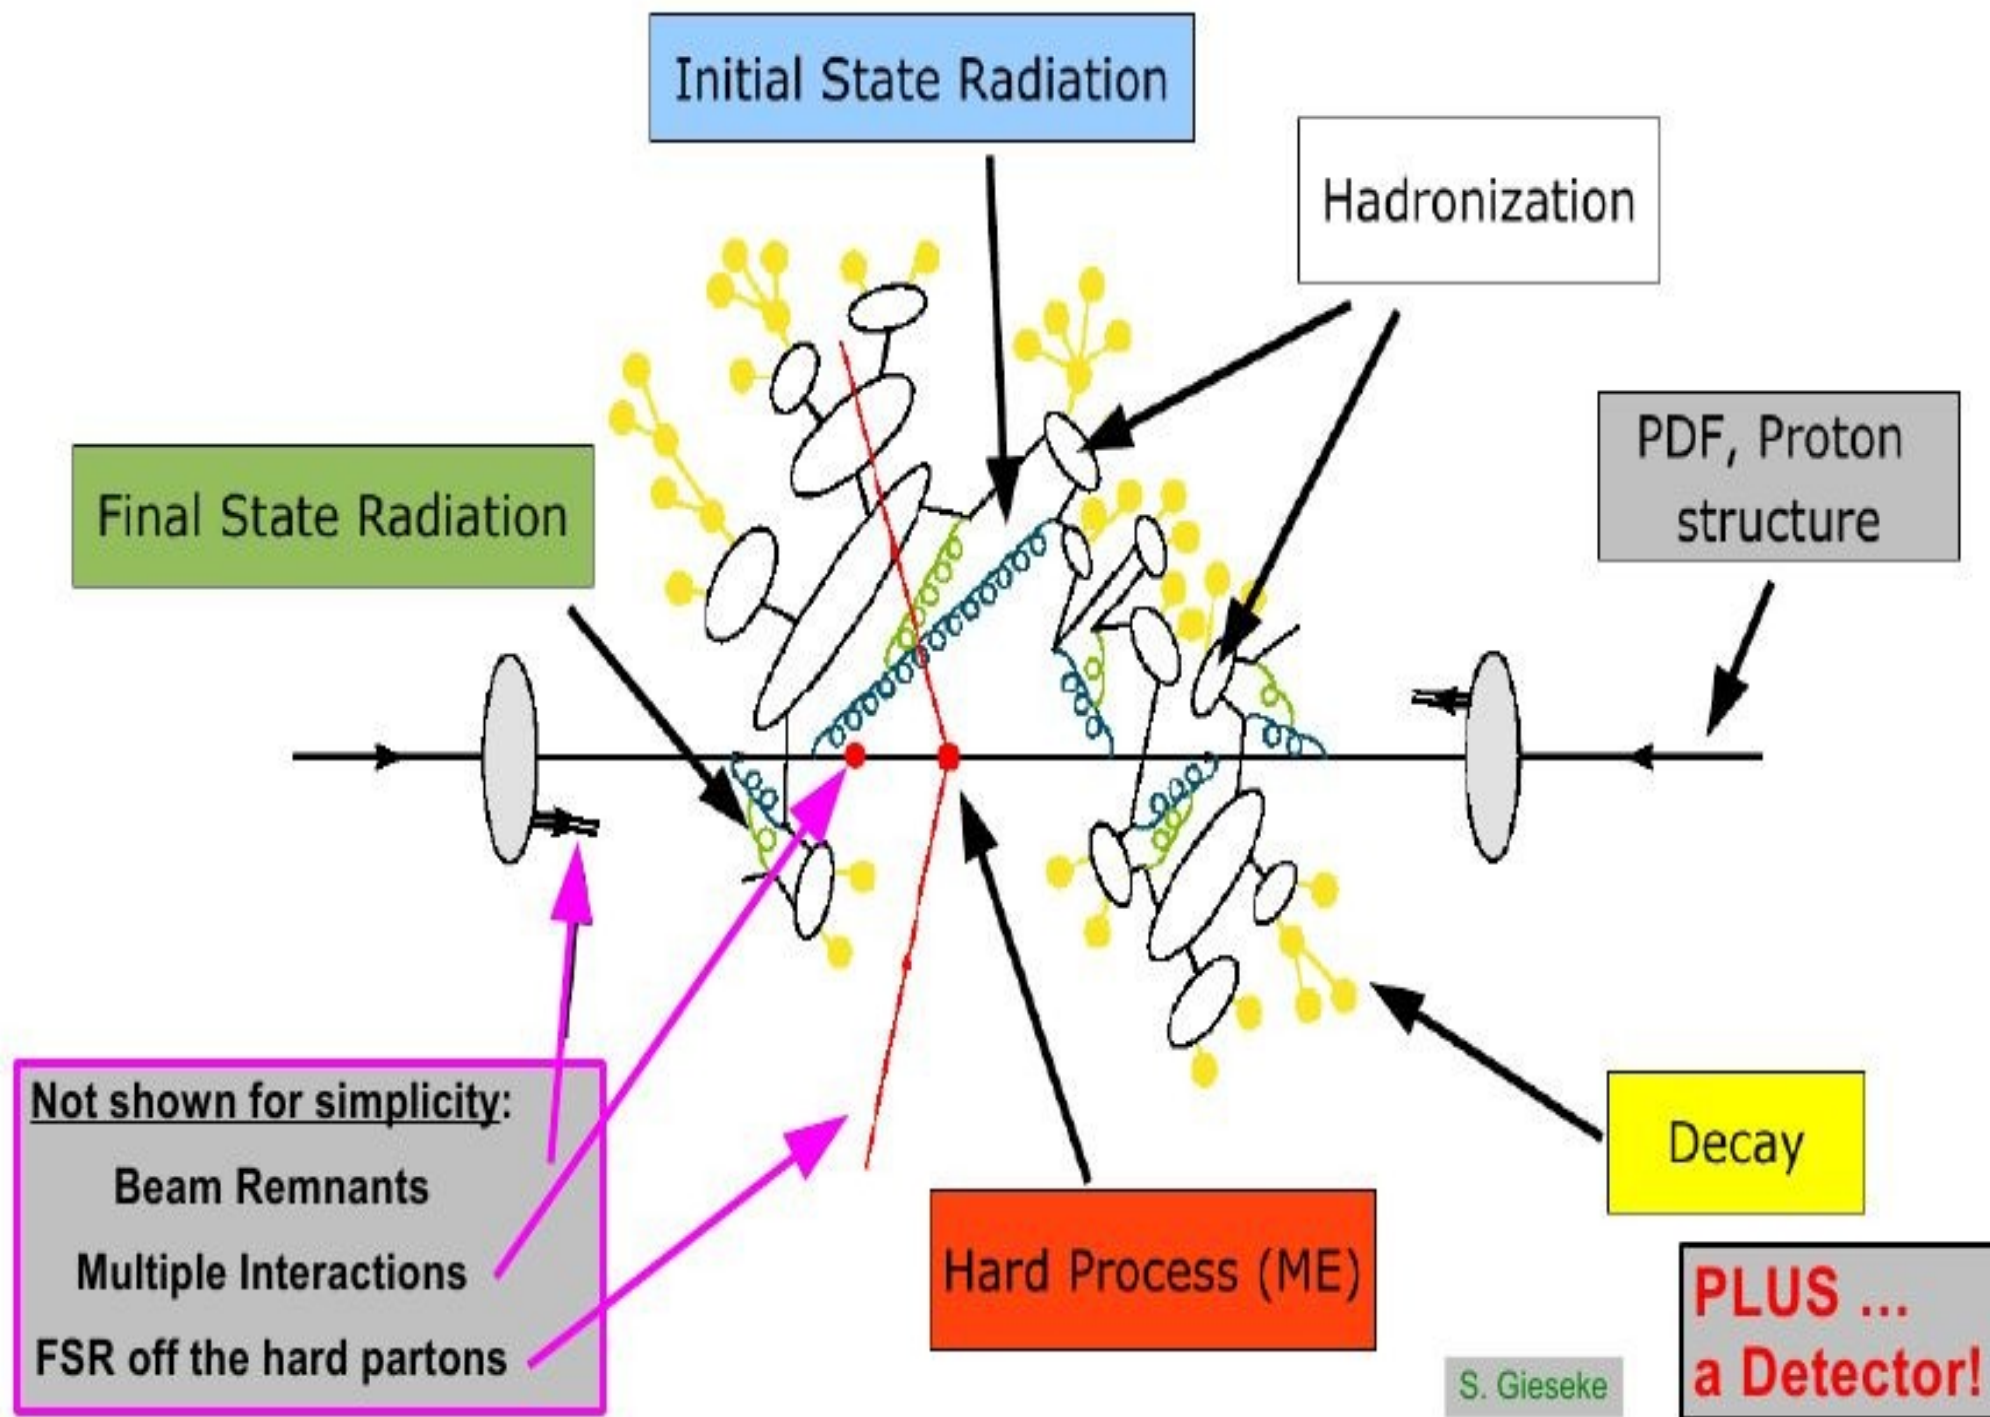 Initial State Radiation
Hadronization
PDF, Proton
structure
Final State Radiation
Not shown for simplicity:
Beam Remnants
Multiple Interactions
FSR off the hard partons
Hard Process (ME)
Decay
PLUS ...
a Detector!
S. Gieseke